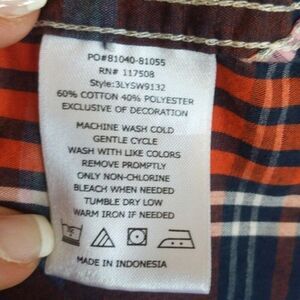 PO#81040-81055
RN# 117508
Style:3LYSW9132
60% COTTON 40% POLYESTER
EXCLUSIVE OF DECORATION
MACHINE WASH COLD
GENTLE CYCLE
WASH WITH LIKE COLORS
REMOVE PROMPTLY
ONLY NON-CHLORINE
BLEACH WHEN NEEDED
TUMBLE DRY LOW
WARM IRON IF NEEDED
MADE IN INDONESIA